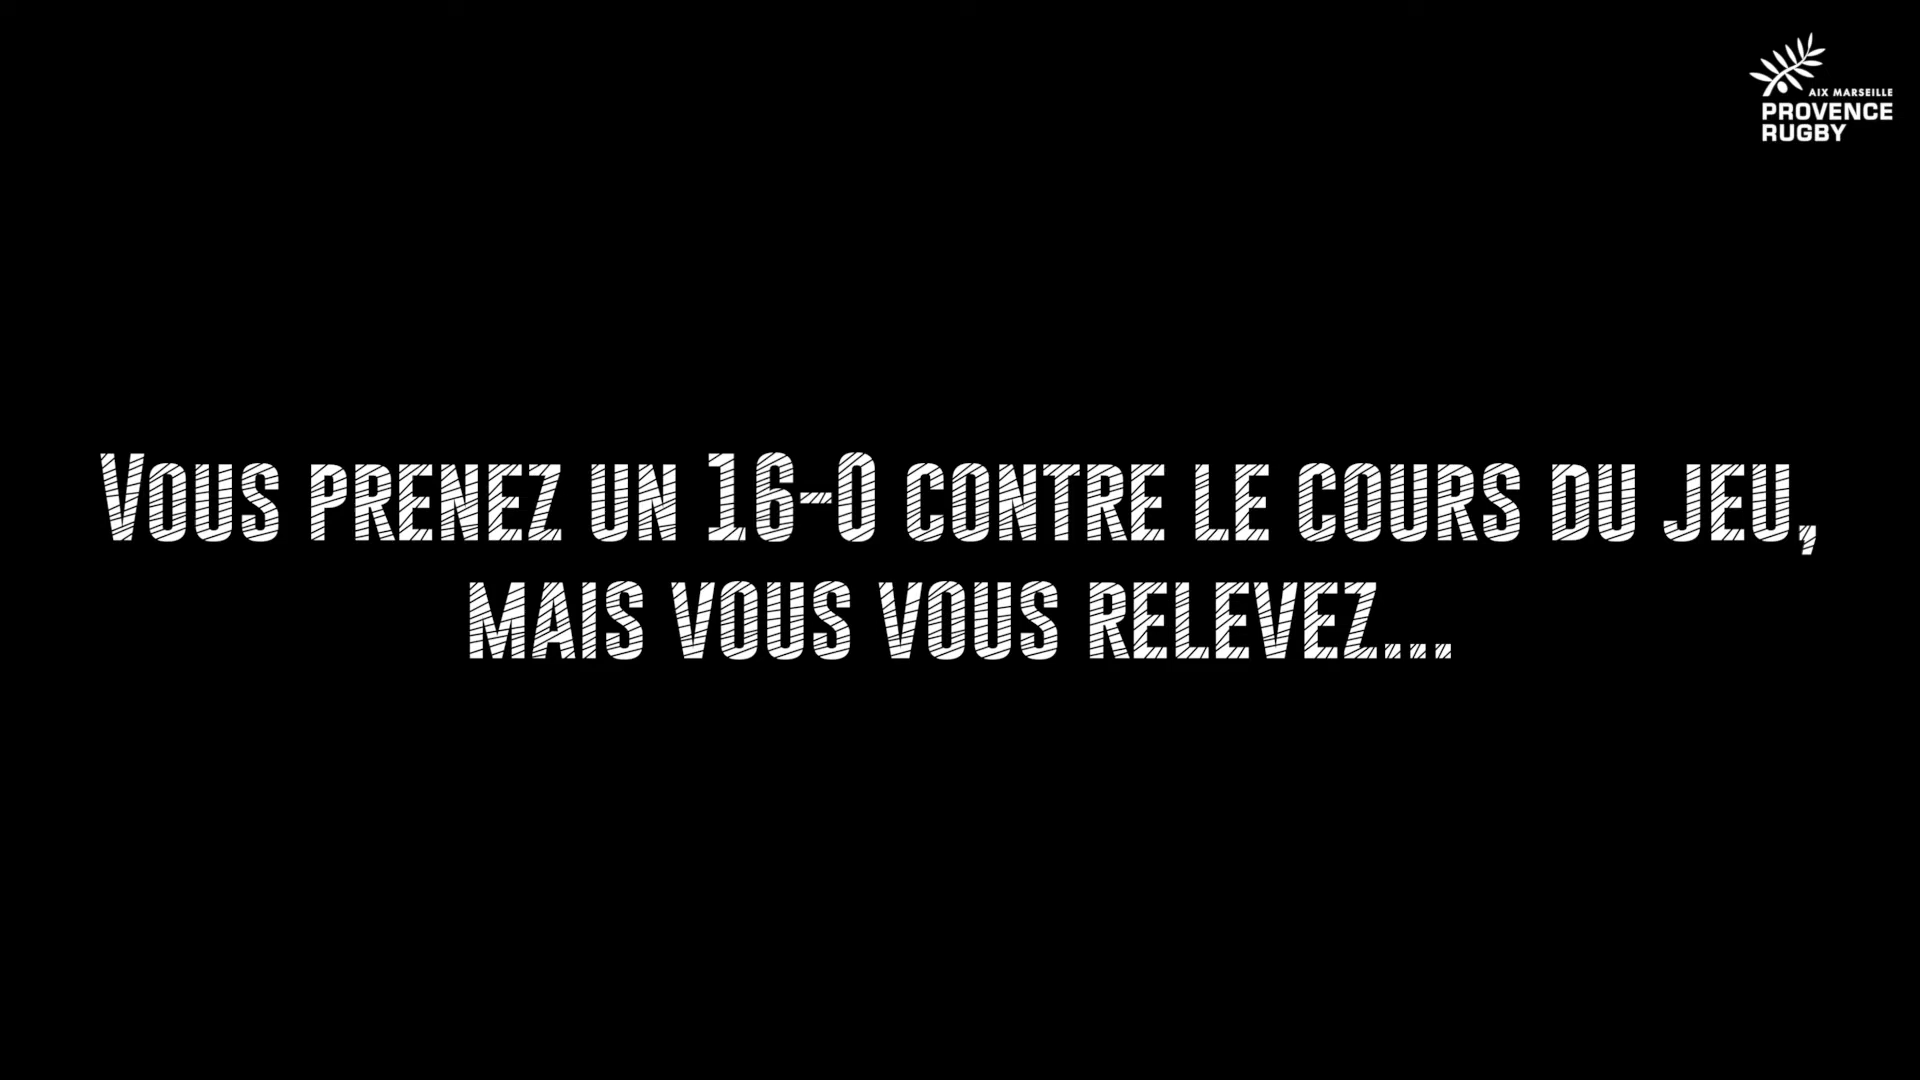 AIX MARSEILLE
PROVENCE
RUGBY
Vous prenez un 16-0 contre le cours du jeu,
mais vous vous relevez...